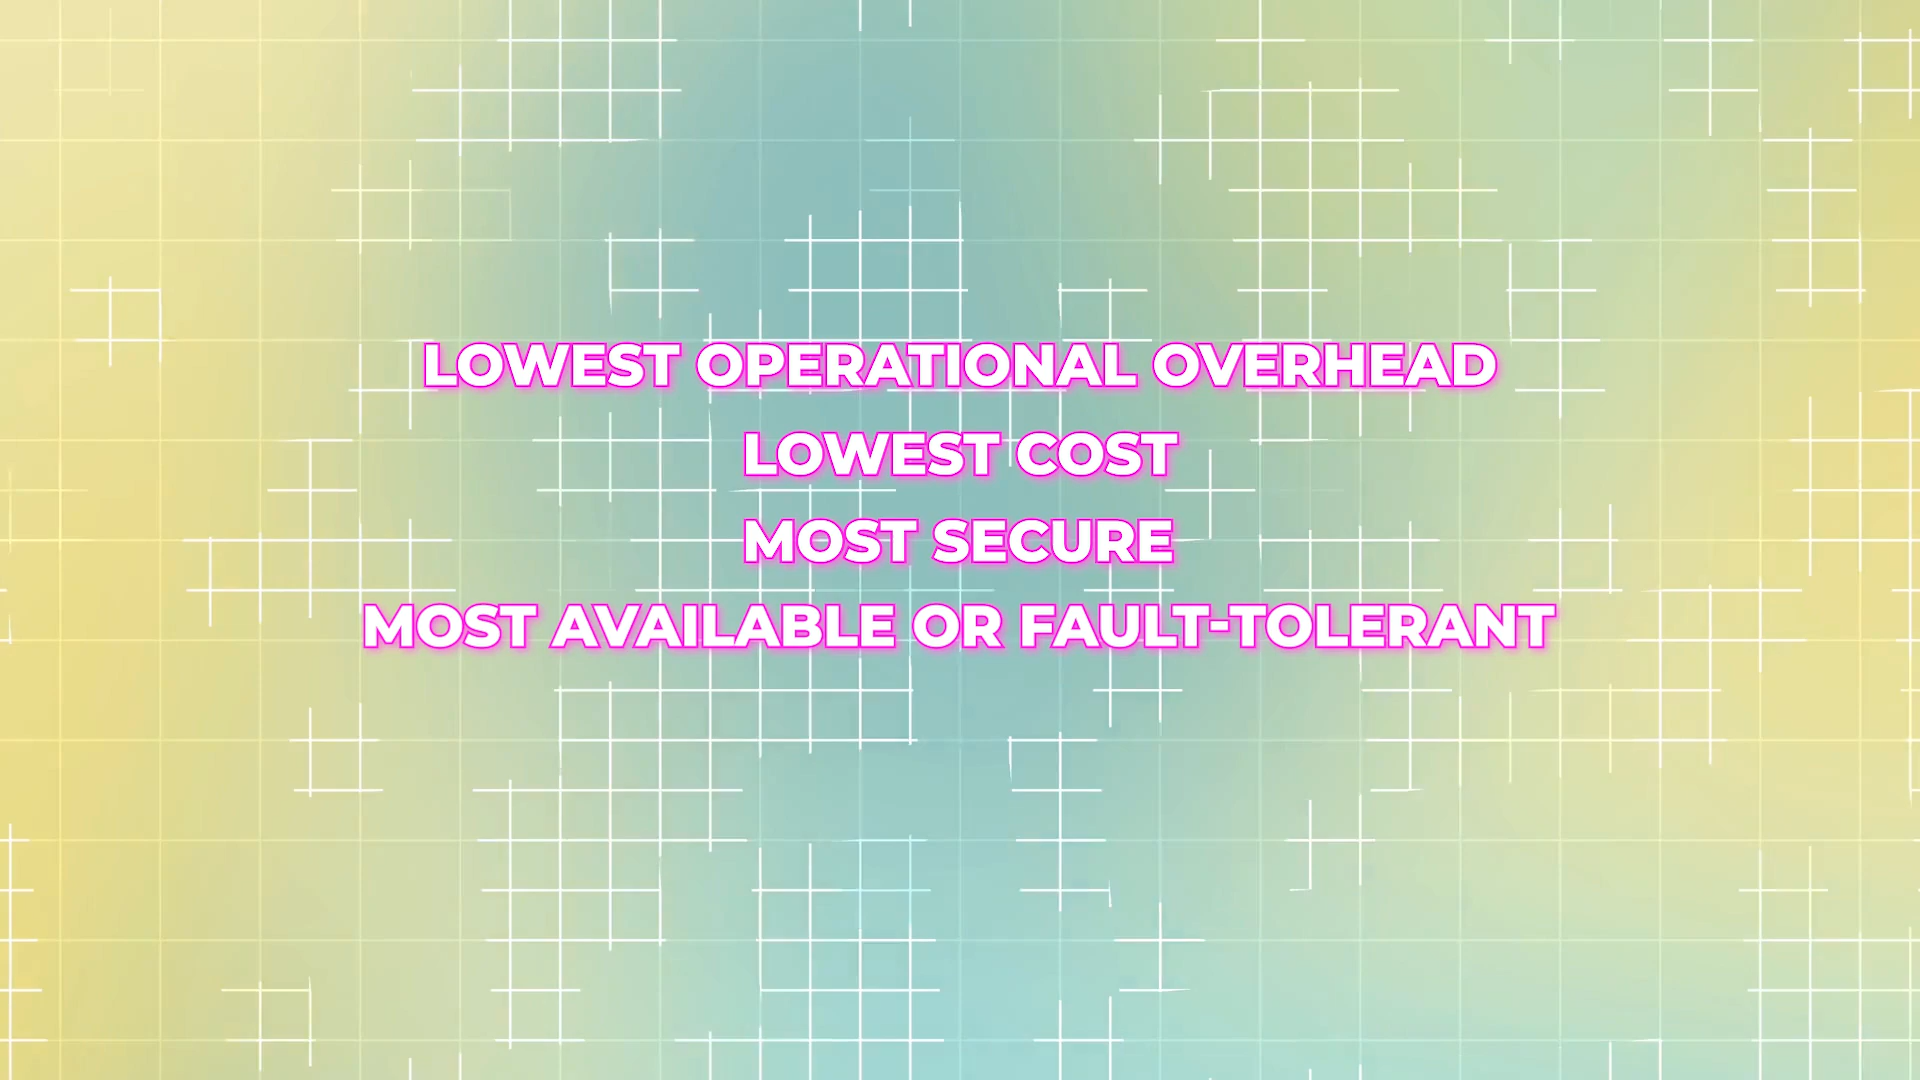 LOWEST OPERATIONAL OVERHEAD
LOWEST COST
MOST SECURE
MOST AVAILABLE OR FAULT-TOLERANT